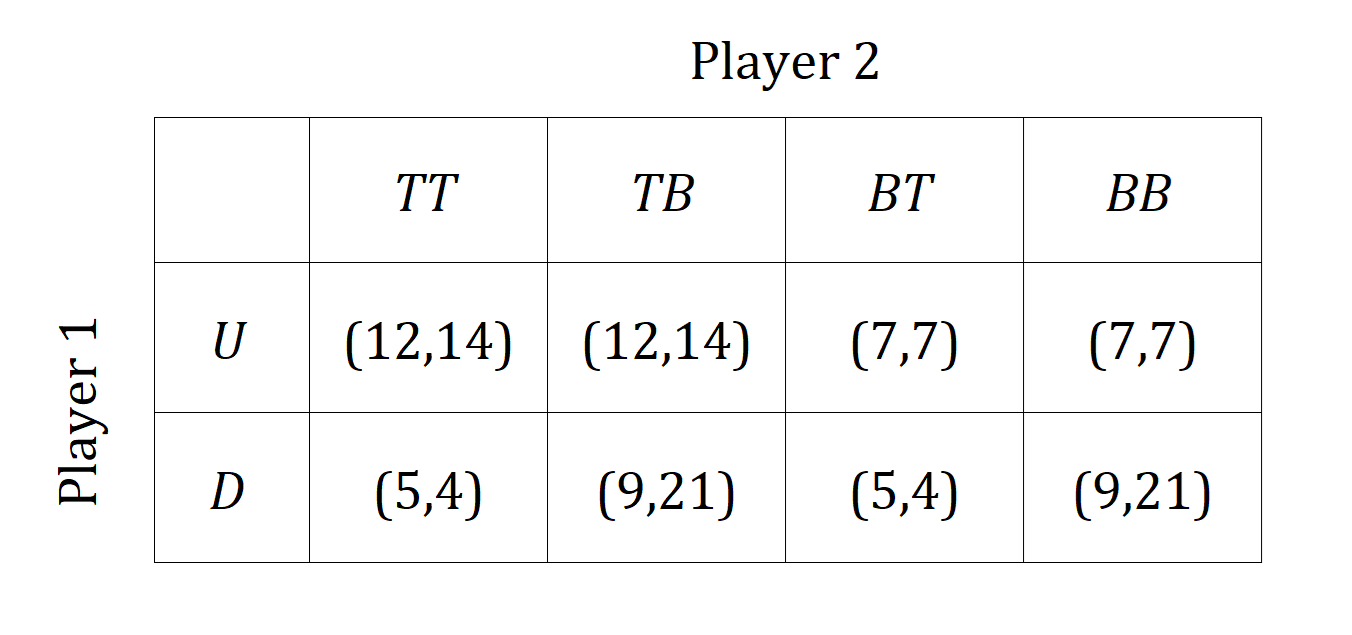 Player 2
TT TB BT BB
Player 1
U (12,14) (12,14) (7,7) (7,7)
D (5,4) (9,21) (5,4) (9,21)